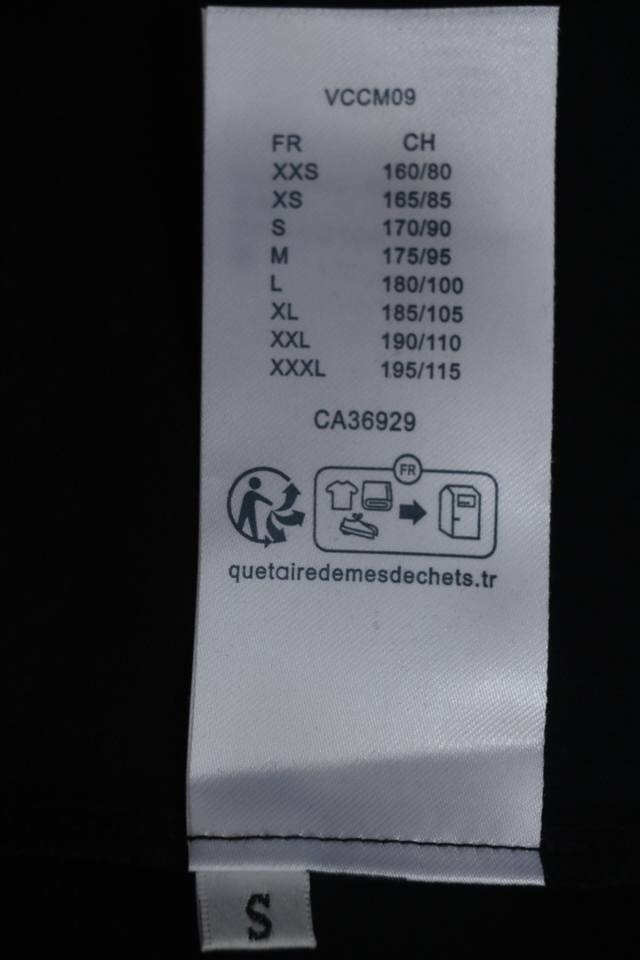 VCCM09
FR CH
XXS 160/80
XS 165/85
S 170/90
M 175/95
L 180/100
XL 185/105
XXL 190/110
XXXL 195/115
CA36929
FR
quetairedemesdechets.tr
S